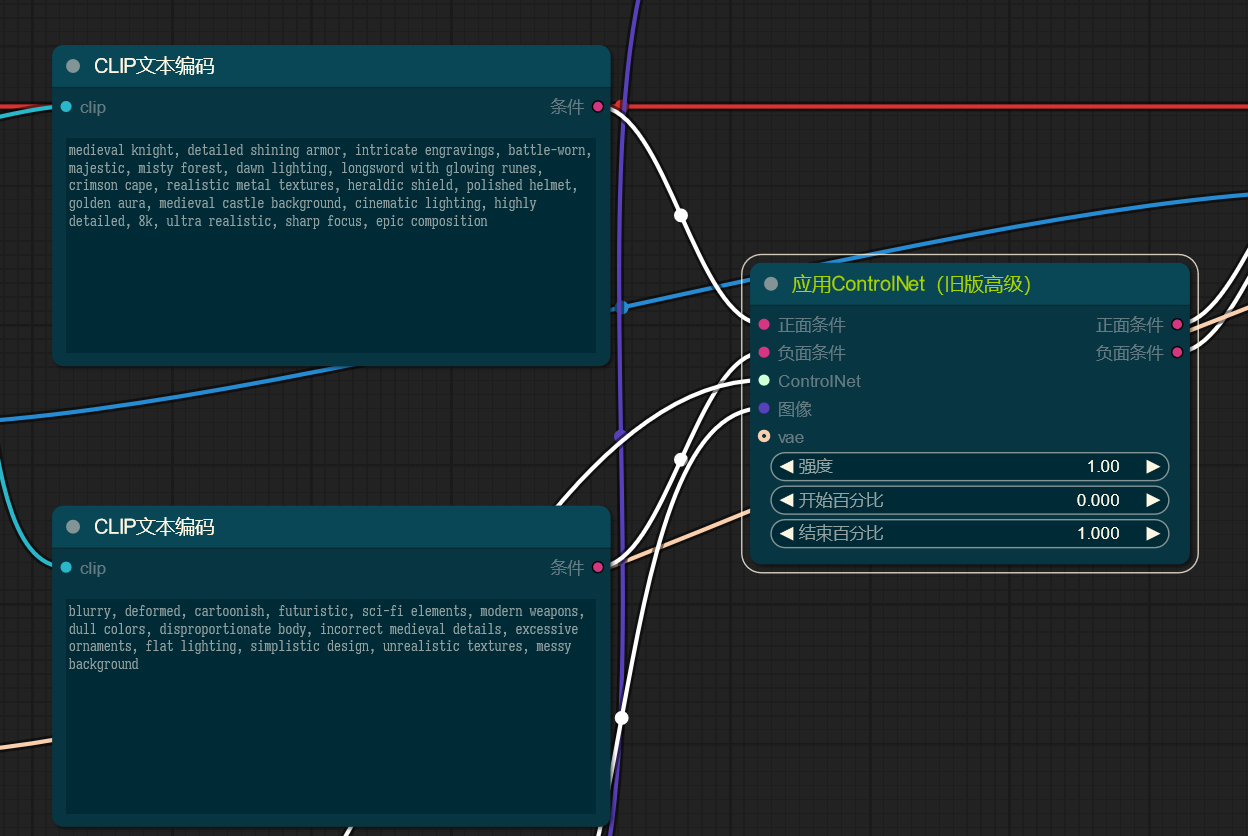 CLIP文本编码
clip
条件
medieval knight, detailed shining armor, intricate engravings, battle-worn,
majestic, misty forest, dawn lighting, longsword with glowing runes,
crimson cape, realistic metal textures, heraldic shield, polished helmet,
golden aura, medieval castle background, cinematic lighting, highly
detailed, 8k, ultra realistic, sharp focus, epic composition
应用ControlNet（旧版高级）
正面条件
正面条件
负面条件
负面条件
ControlNet
图像
vae
强度 1.00
开始百分比 0.000
结束百分比 1.000
CLIP文本编码
clip
条件
blurry, deformed, cartoonish, futuristic, sci-fi elements, modern weapons,
dull colors, disproportionate body, incorrect medieval details, excessive
ornaments, flat lighting, simplistic design, unrealistic textures, messy
background